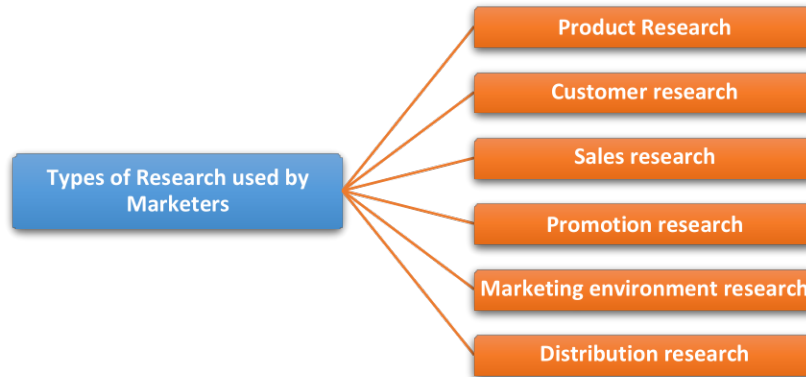 Types of Research used by
Marketers
Product Research
Customer research
Sales research
Promotion research
Marketing environment research
Distribution research